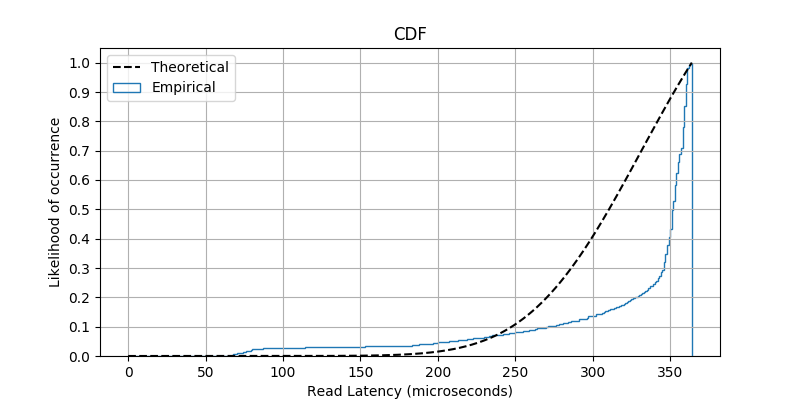 CDF
Theoretical
Empirical
Likelihood of occurrence
1.0
0.9
0.8
0.7
0.6
0.5
0.4
0.3
0.2
0.1
0.0
0 50 100 150 200 250 300 350
Read Latency (microseconds)